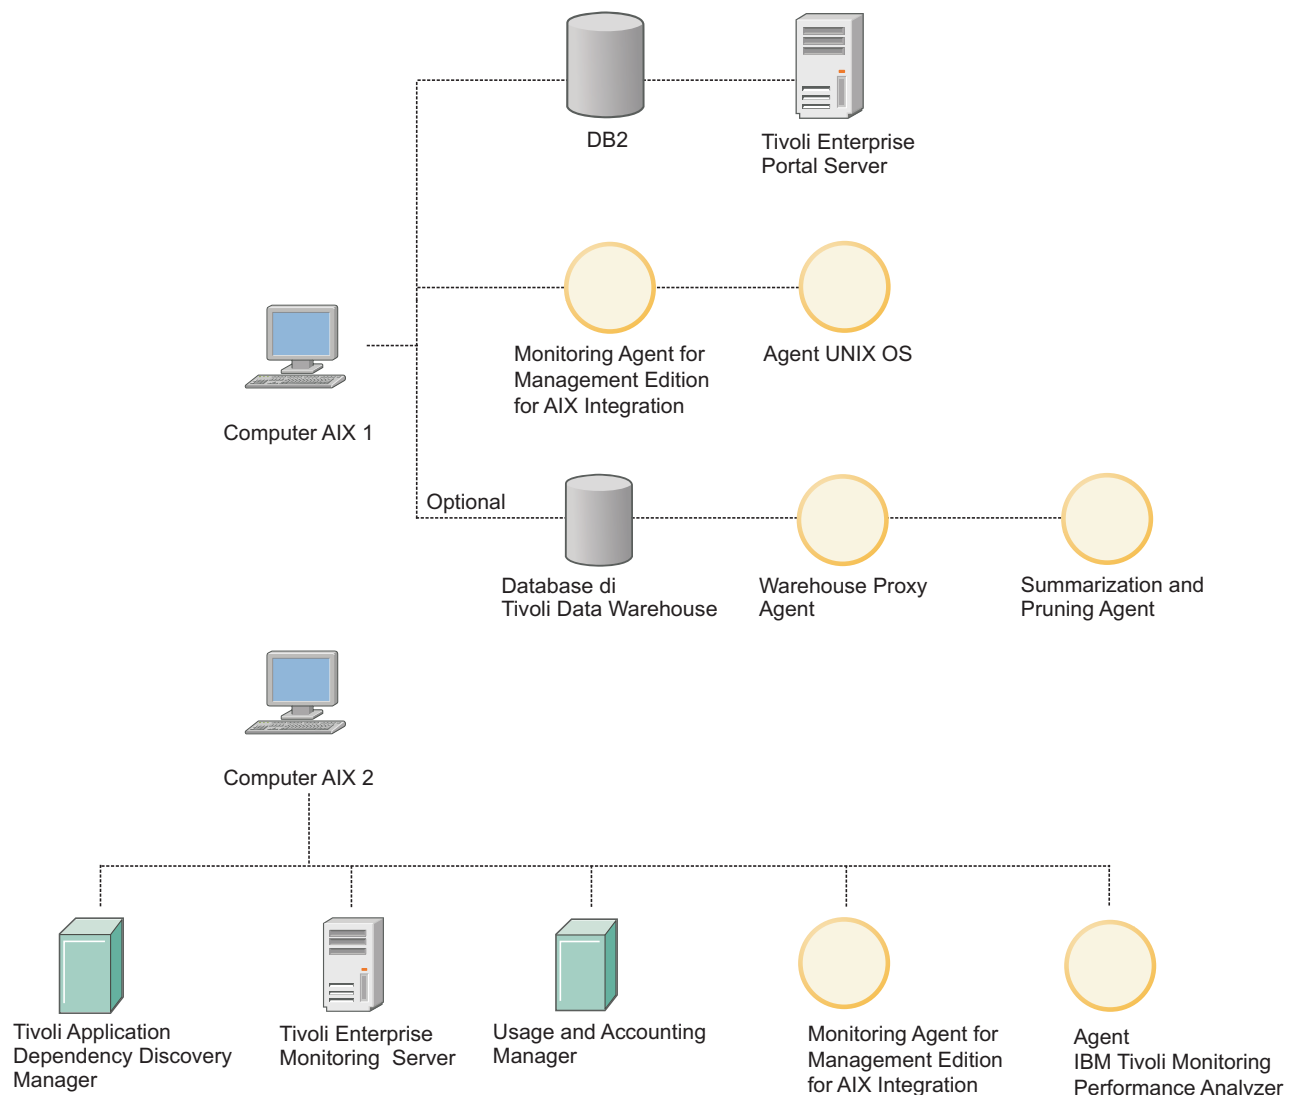 DB2
Tivoli Enterprise
Portal Server
Monitoring Agent for
Management Edition
for AIX Integration
Agent UNIX OS
Computer AIX 1
Optional
Database di
Tivoli Data Warehouse
Warehouse Proxy
Agent
Summarization and
Pruning Agent
Computer AIX 2
Tivoli Application
Dependency Discovery
Manager
Tivoli Enterprise
Monitoring Server
Usage and Accounting
Manager
Monitoring Agent for
Management Edition
for AIX Integration
Agent
IBM Tivoli Monitoring
Performance Analyzer